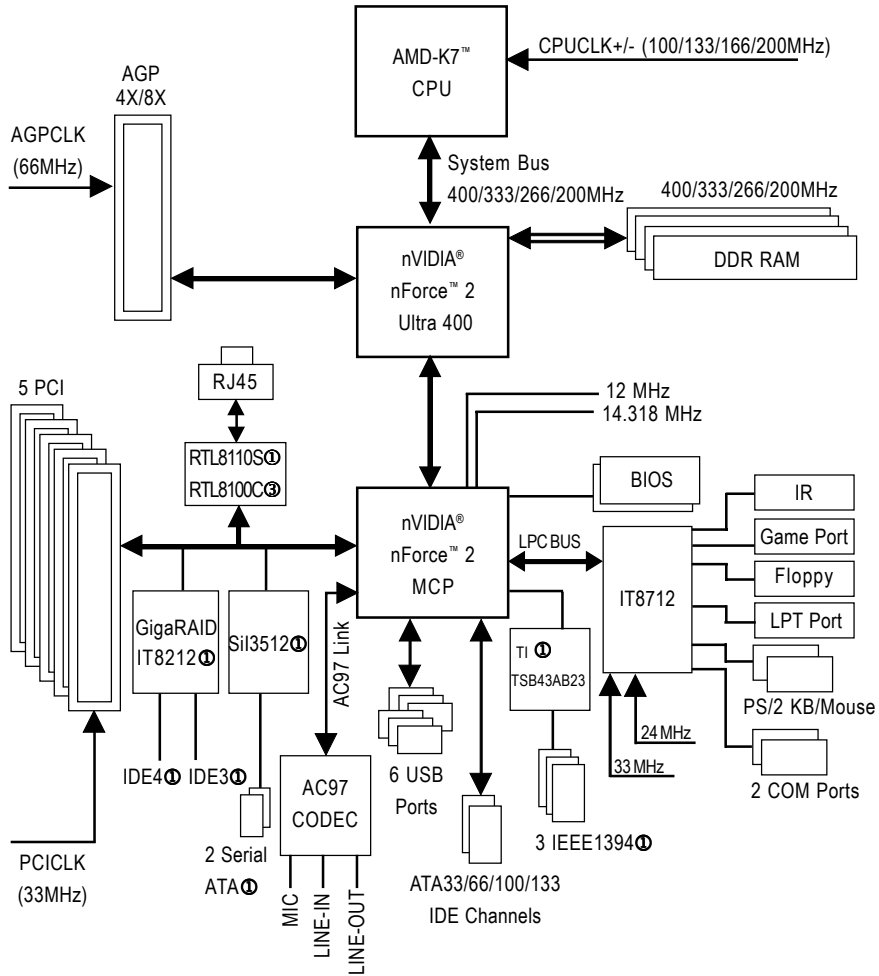 AMD-K7™
CPU
CPUCLK+/- (100/133/166/200MHz)
AGP
4X/8X
AGPCLK
(66MHz)
System Bus
400/333/266/200MHz
400/333/266/200MHz
DDR RAM
nVIDIA®
nForce™ 2
Ultra 400
5 PCI
RJ45
12 MHz
14.318 MHz
RTL8110S①
RTL8100C③
BIOS
nVIDIA®
nForce™ 2
MCP
LPC BUS
IT8712
IR
Game Port
Floppy
LPT Port
GigaRAID
IT8212①
SiI3512①
AC97 Link
TI ①
TSB43AB23
PS/2 KB/Mouse
24 MHz
33 MHz
2 COM Ports
IDE4①
IDE3①
AC97
CODEC
6 USB
Ports
3 IEEE1394①
PCICLK
(33MHz)
2 Serial
ATA①
MIC
LINE-IN
LINE-OUT
ATA33/66/100/133
IDE Channels